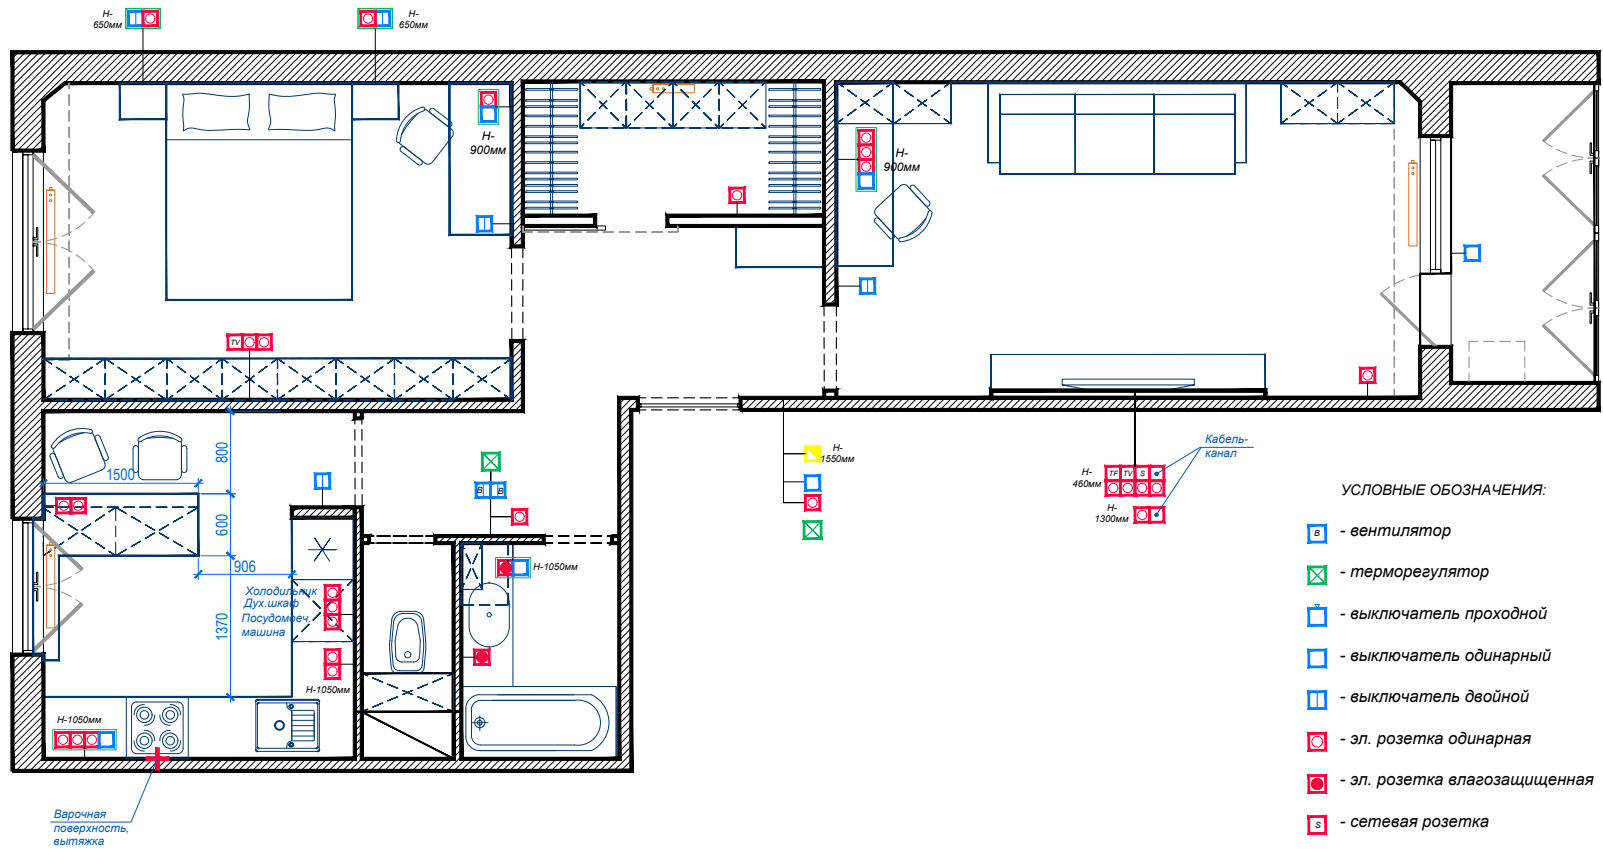 H-
650мм
H-
650мм
H-
900мм
H-
900мм
TV
800
1500
600
906
1370
Холодильник
Дух.шкаф
Посудомоеч.
машина
H-1050мм
H-1050мм
B
B
H-1050мм
H-
1550мм
Кабель-
канал
H-
460мм
TF TV S
H-
1300мм
Варочная
поверхность,
вытяжка
УСЛОВНЫЕ ОБОЗНАЧЕНИЯ:
B - вентилятор
- терморегулятор
- выключатель проходной
- выключатель одинарный
- выключатель двойной
- эл. розетка одинарная
- эл. розетка влагозащищенная
S - сетевая розетка